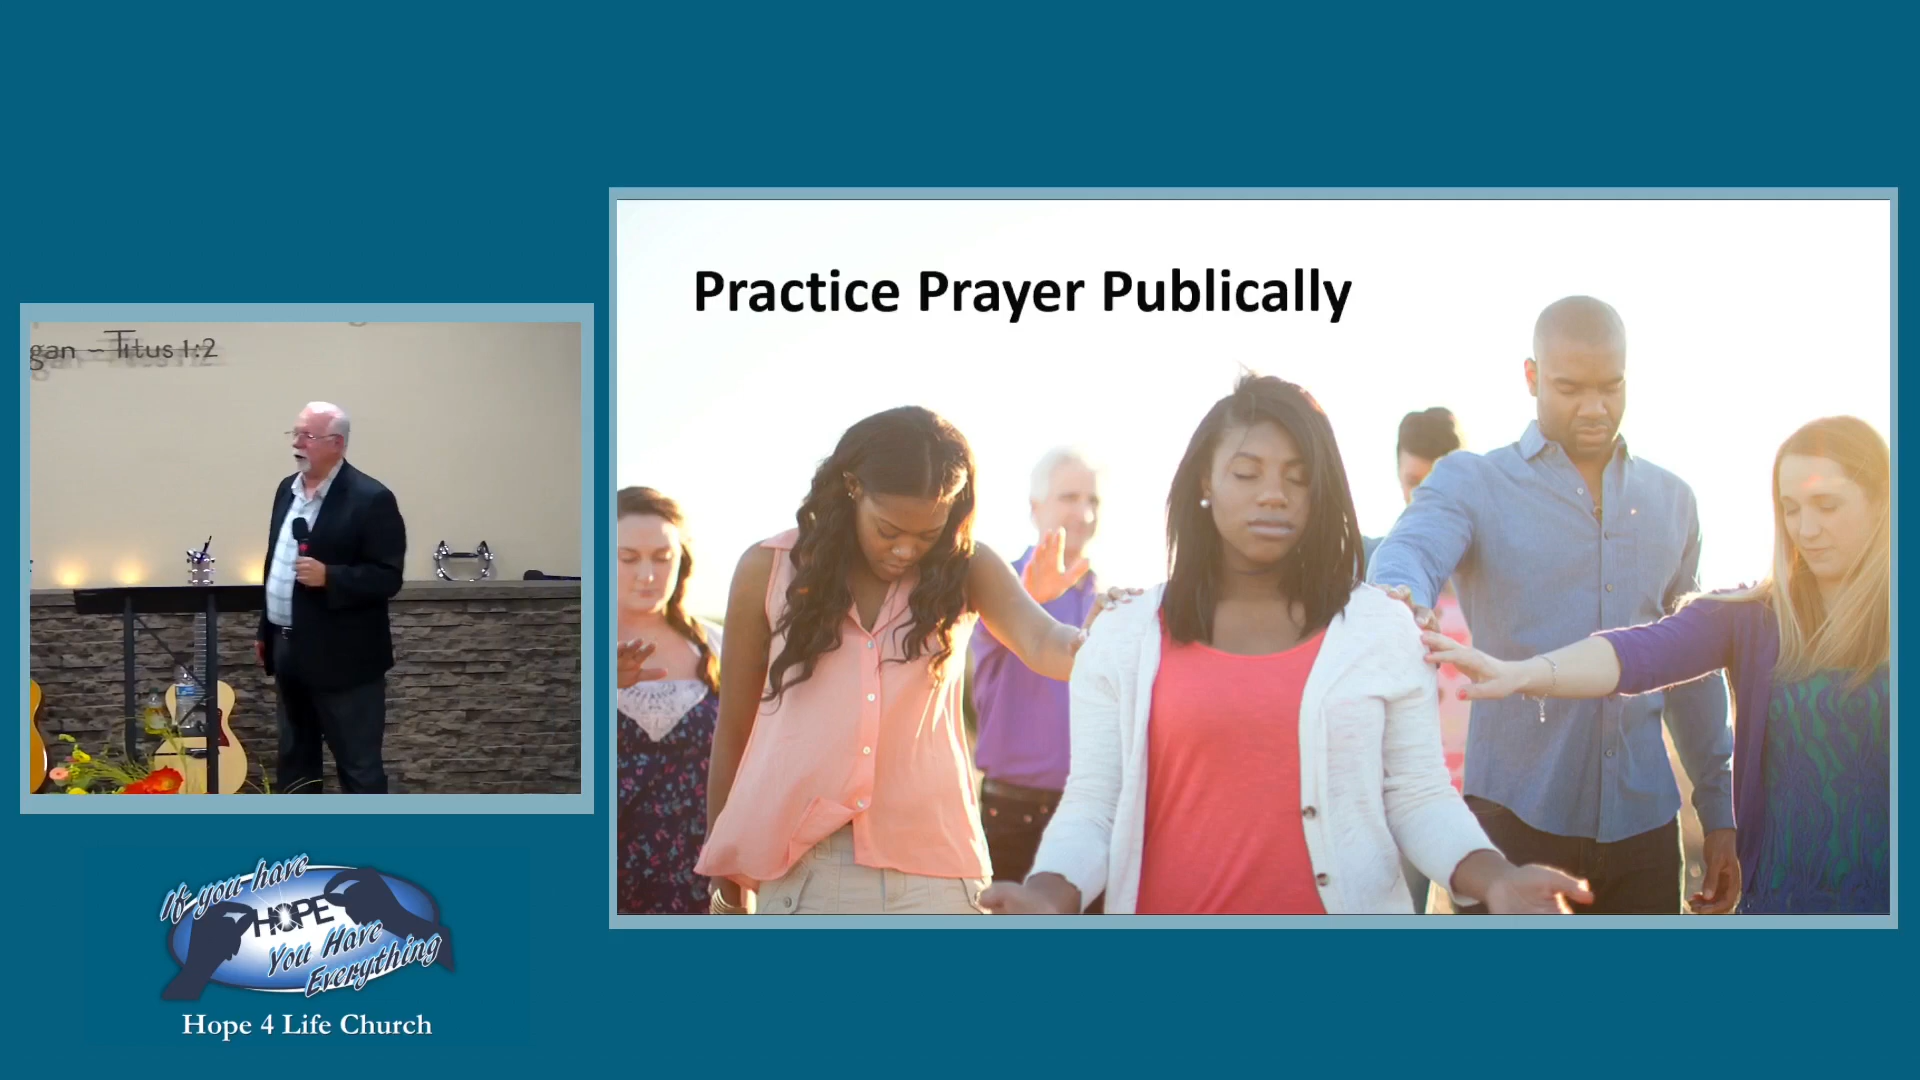 Practice Prayer Publically
gan ~ Titus 1:2
If you have
HOPE
You Have
Everything
Hope 4 Life Church